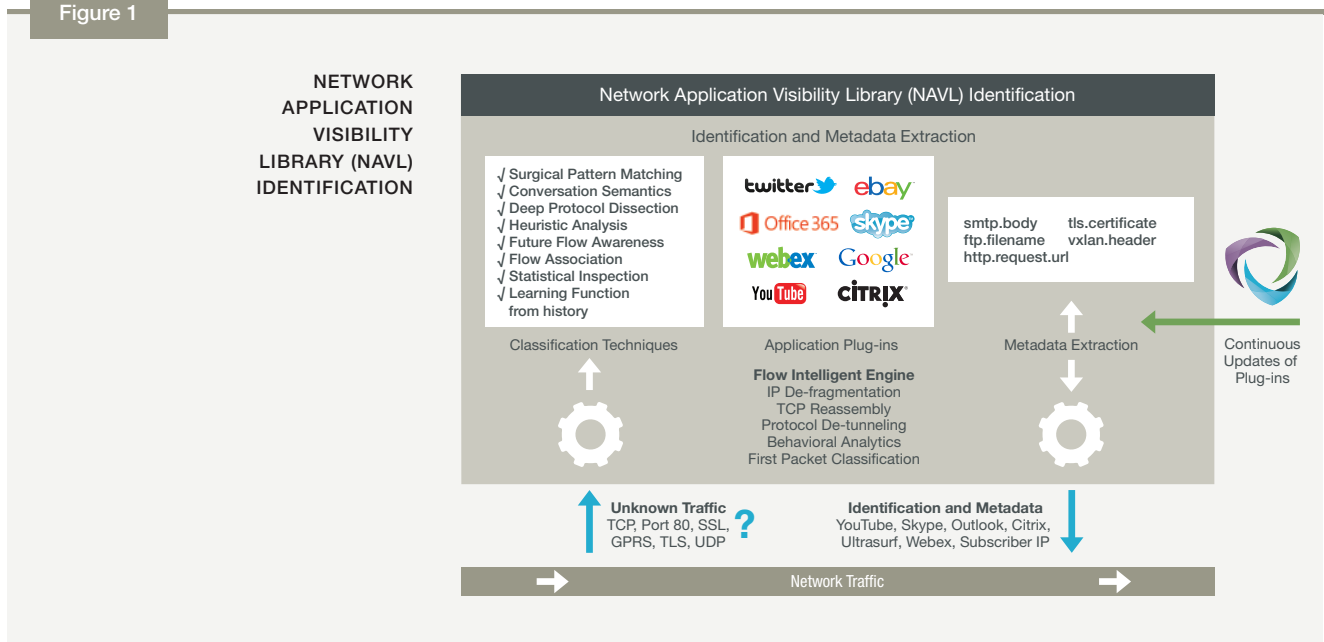 Figure 1
NETWORK
APPLICATION
VISIBILITY
LIBRARY (NAVL)
IDENTIFICATION
Network Application Visibility Library (NAVL) Identification
Identification and Metadata Extraction
√ Surgical Pattern Matching
√ Conversation Semantics
√ Deep Protocol Dissection
√ Heuristic Analysis
√ Future Flow Awareness
√ Flow Association
√ Statistical Inspection
√ Learning Function
from history
Classification Techniques
twitter ebay
Office 365 skype
webex Google
YouTube CİTRIX
Application Plug-ins
smtp.body tls.certificate
ftp.filename vxlan.header
http.request.url
Metadata Extraction
Continuous
Updates of
Plug-ins
Flow Intelligent Engine
IP De-fragmentation
TCP Reassembly
Protocol De-tunneling
Behavioral Analytics
First Packet Classification
Unknown Traffic
TCP, Port 80, SSL,
GPRS, TLS, UDP
?
Identification and Metadata
YouTube, Skype, Outlook, Citrix,
Ultrasurf, Webex, Subscriber IP
Network Traffic